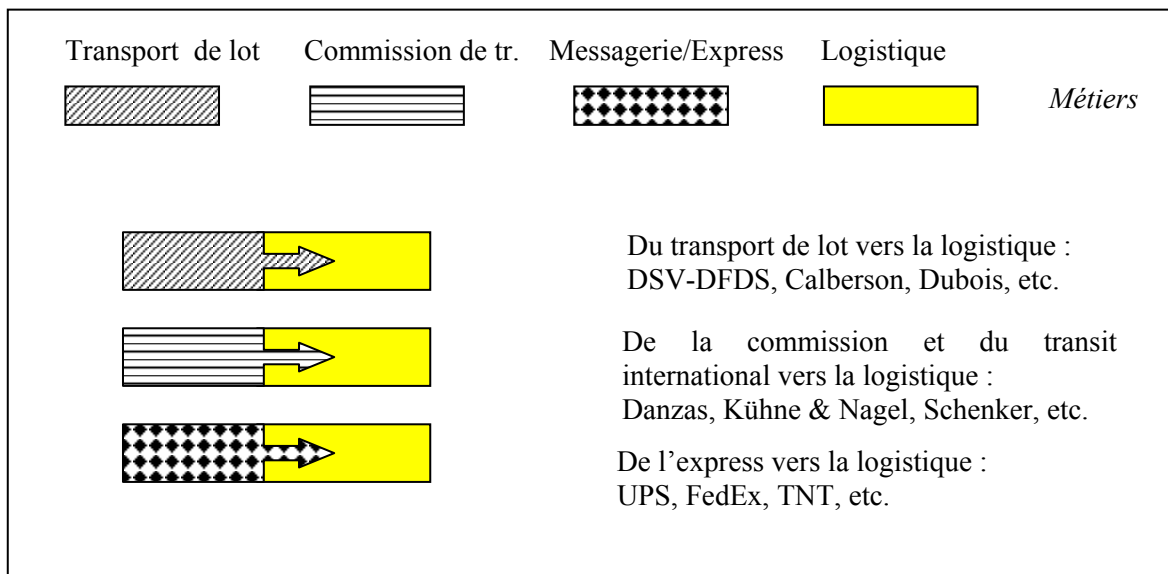 Transport de lot Commission de tr. Messagerie/Express Logistique
Métiers
Du transport de lot vers la logistique :
DSV-DFDS, Calberson, Dubois, etc.
De la commission et du transit
international vers la logistique :
Danzas, Kühne & Nagel, Schenker, etc.
De l’express vers la logistique :
UPS, FedEx, TNT, etc.